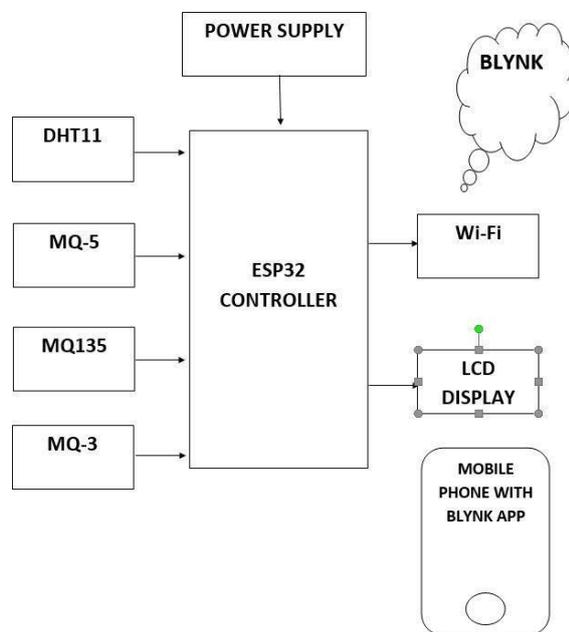 POWER SUPPLY
BLYNK
DHT11
MQ-5
Wi-Fi
ESP32
CONTROLLER
MQ135
LCD
DISPLAY
MQ-3
MOBILE
PHONE WITH
BLYNK APP